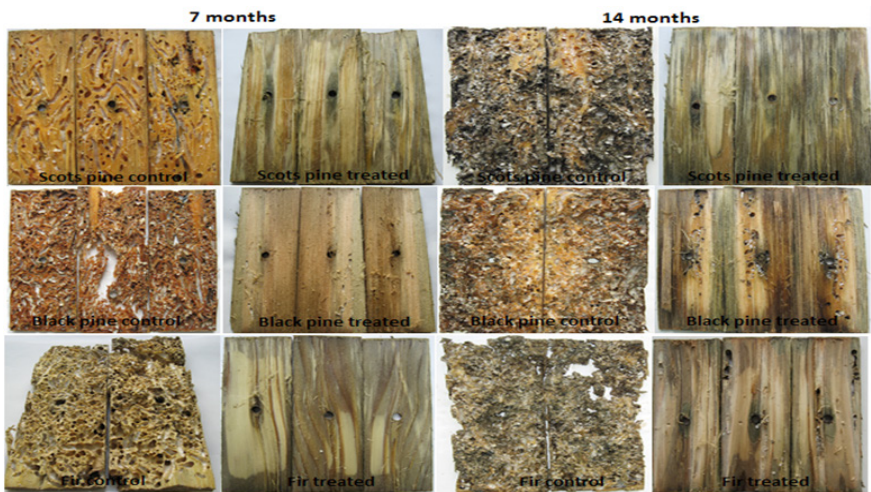 7 months
14 months
Scots pine control
Scots pine treated
Scots pine control
Scots pine treated
Black pine control
Black pine treated
Black pine control
Black pine treated
Fir control
Fir treated
Fir control
Fir treated